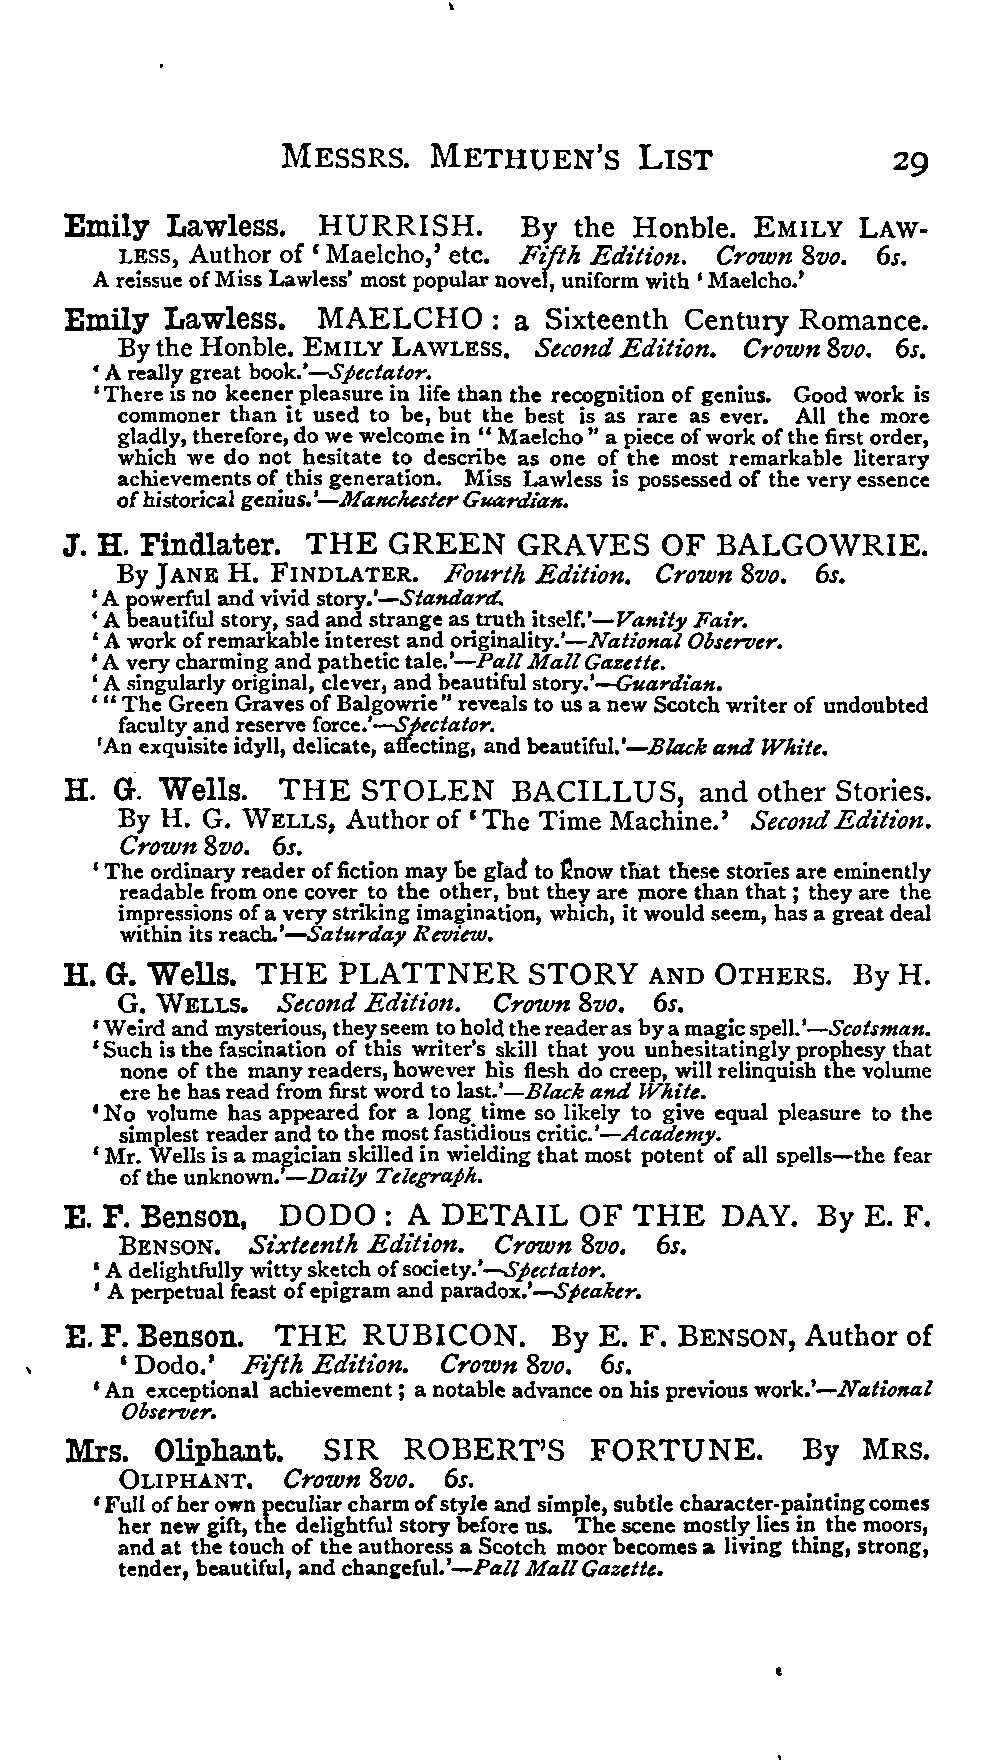 MESSRS. METHUEN'S LIST 29
Emily Lawless. HURRISH. By the Honble. EMILY LAW-
LESS, Author of ‘Maelcho,’ etc. Fifth Edition. Crown 8vo. 6s.
A reissue of Miss Lawless' most popular novel, uniform with ‘Maelcho.’
Emily Lawless. MAELCHO : a Sixteenth Century Romance.
By the Honble. EMILY LAWLESS. Second Edition. Crown 8vo. 6s.
‘A really great book.’—Spectator.
‘There is no keener pleasure in life than the recognition of genius. Good work is
commoner than it used to be, but the best is as rare as ever. All the more
gladly, therefore, do we welcome in “Maelcho” a piece of work of the first order,
which we do not hesitate to describe as one of the most remarkable literary
achievements of this generation. Miss Lawless is possessed of the very essence
of historical genius.’—Manchester Guardian.
J. H. Findlater. THE GREEN GRAVES OF BALGOWRIE.
By JANE H. FINDLATER. Fourth Edition. Crown 8vo. 6s.
‘A powerful and vivid story.’—Standard.
‘A beautiful story, sad and strange as truth itself.’—Vanity Fair.
‘A work of remarkable interest and originality.’—National Observer.
‘A very charming and pathetic tale.’—Pall Mall Gazette.
‘A singularly original, clever, and beautiful story.’—Guardian.
‘“The Green Graves of Balgowrie” reveals to us a new Scotch writer of undoubted
faculty and reserve force.’—Spectator.
‘An exquisite idyll, delicate, affecting, and beautiful.’—Black and White.
H. G. Wells. THE STOLEN BACILLUS, and other Stories.
By H. G. WELLS, Author of ‘The Time Machine.’ Second Edition.
Crown 8vo. 6s.
‘The ordinary reader of fiction may be glad to know that these stories are eminently
readable from one cover to the other, but they are more than that ; they are the
impressions of a very striking imagination, which, it would seem, has a great deal
within its reach.’—Saturday Review.
H. G. Wells. THE PLATTNER STORY AND OTHERS. By H.
G. WELLS. Second Edition. Crown 8vo. 6s.
‘Weird and mysterious, they seem to hold the reader as by a magic spell.’—Scotsman.
‘Such is the fascination of this writer's skill that you unhesitatingly prophesy that
none of the many readers, however his flesh do creep, will relinquish the volume
ere he has read from first word to last.’—Black and White.
‘No volume has appeared for a long time so likely to give equal pleasure to the
simplest reader and to the most fastidious critic.’—Academy.
‘Mr. Wells is a magician skilled in wielding that most potent of all spells—the fear
of the unknown.’—Daily Telegraph.
E. F. Benson, DODO : A DETAIL OF THE DAY. By E. F.
BENSON. Sixteenth Edition. Crown 8vo. 6s.
‘A delightfully witty sketch of society.’—Spectator.
‘A perpetual feast of epigram and paradox.’—Speaker.
E. F. Benson. THE RUBICON. By E. F. BENSON, Author of
‘Dodo.’ Fifth Edition. Crown 8vo. 6s.
‘An exceptional achievement ; a notable advance on his previous work.’—National
Observer.
Mrs. Oliphant. SIR ROBERT'S FORTUNE. By MRS.
OLIPHANT. Crown 8vo. 6s.
‘Full of her own peculiar charm of style and simple, subtle character-painting comes
her new gift, the delightful story before us. The scene mostly lies in the moors,
and at the touch of the authoress a Scotch moor becomes a living thing, strong,
tender, beautiful, and changeful.’—Pall Mall Gazette.